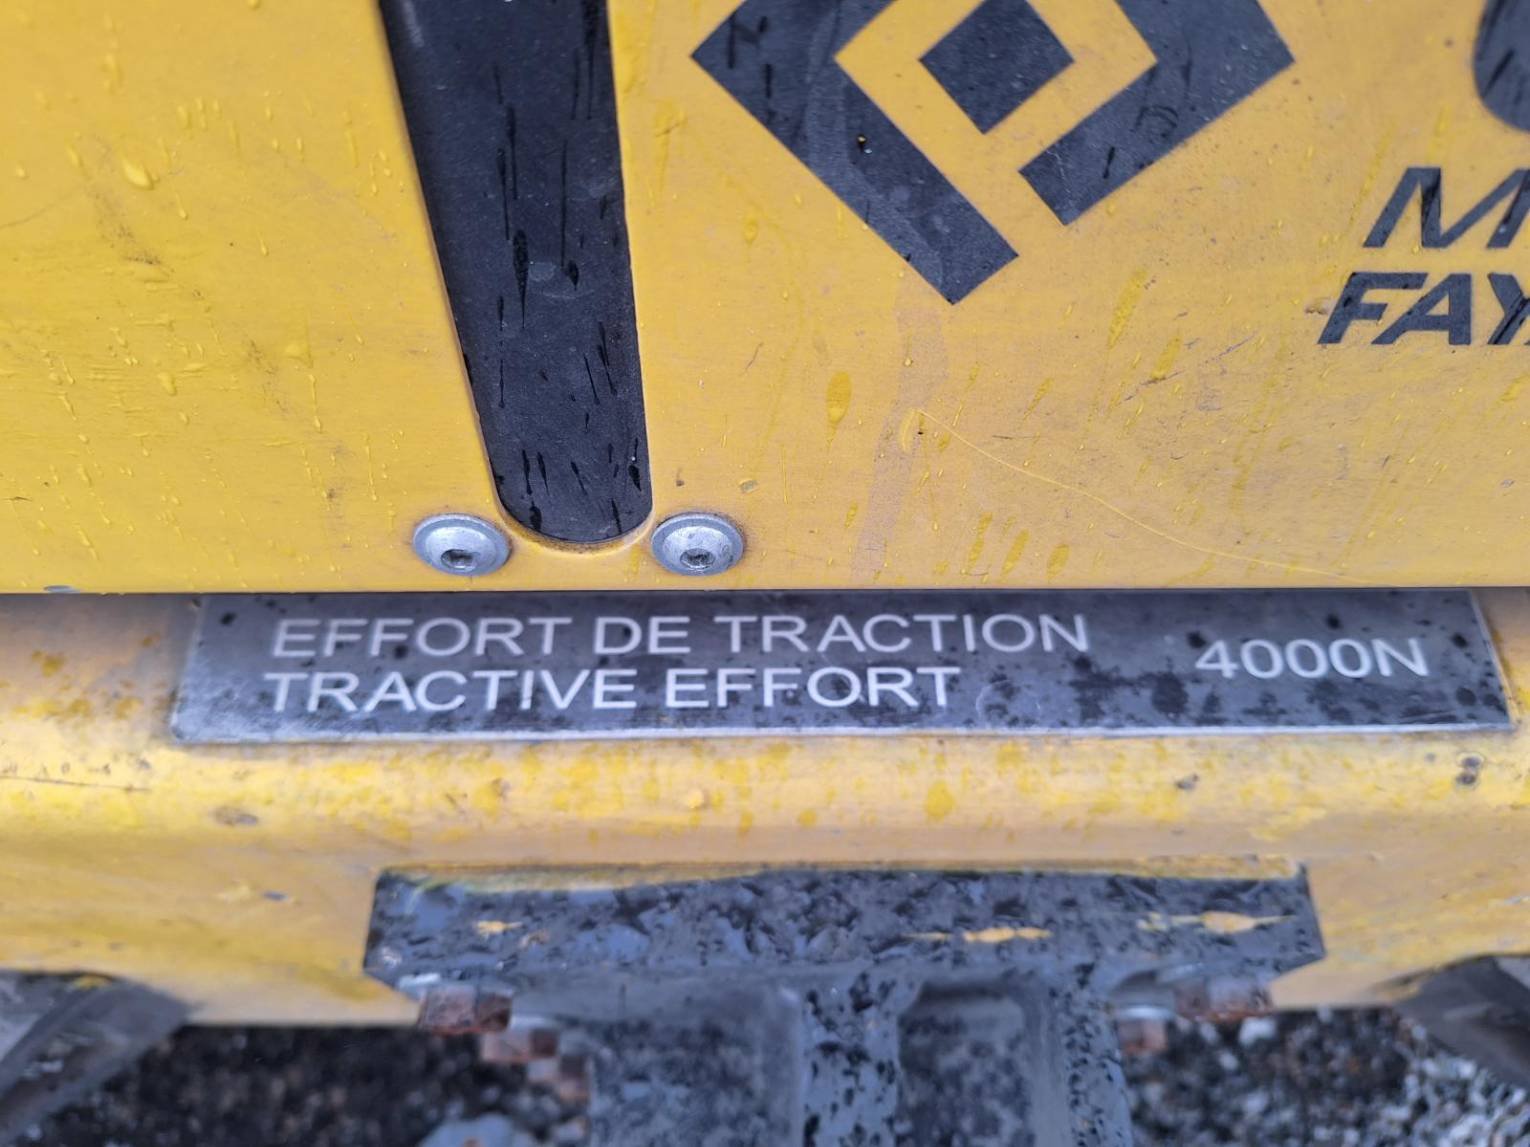 EFFORT DE TRACTION 4000N
TRACTIVE EFFORT